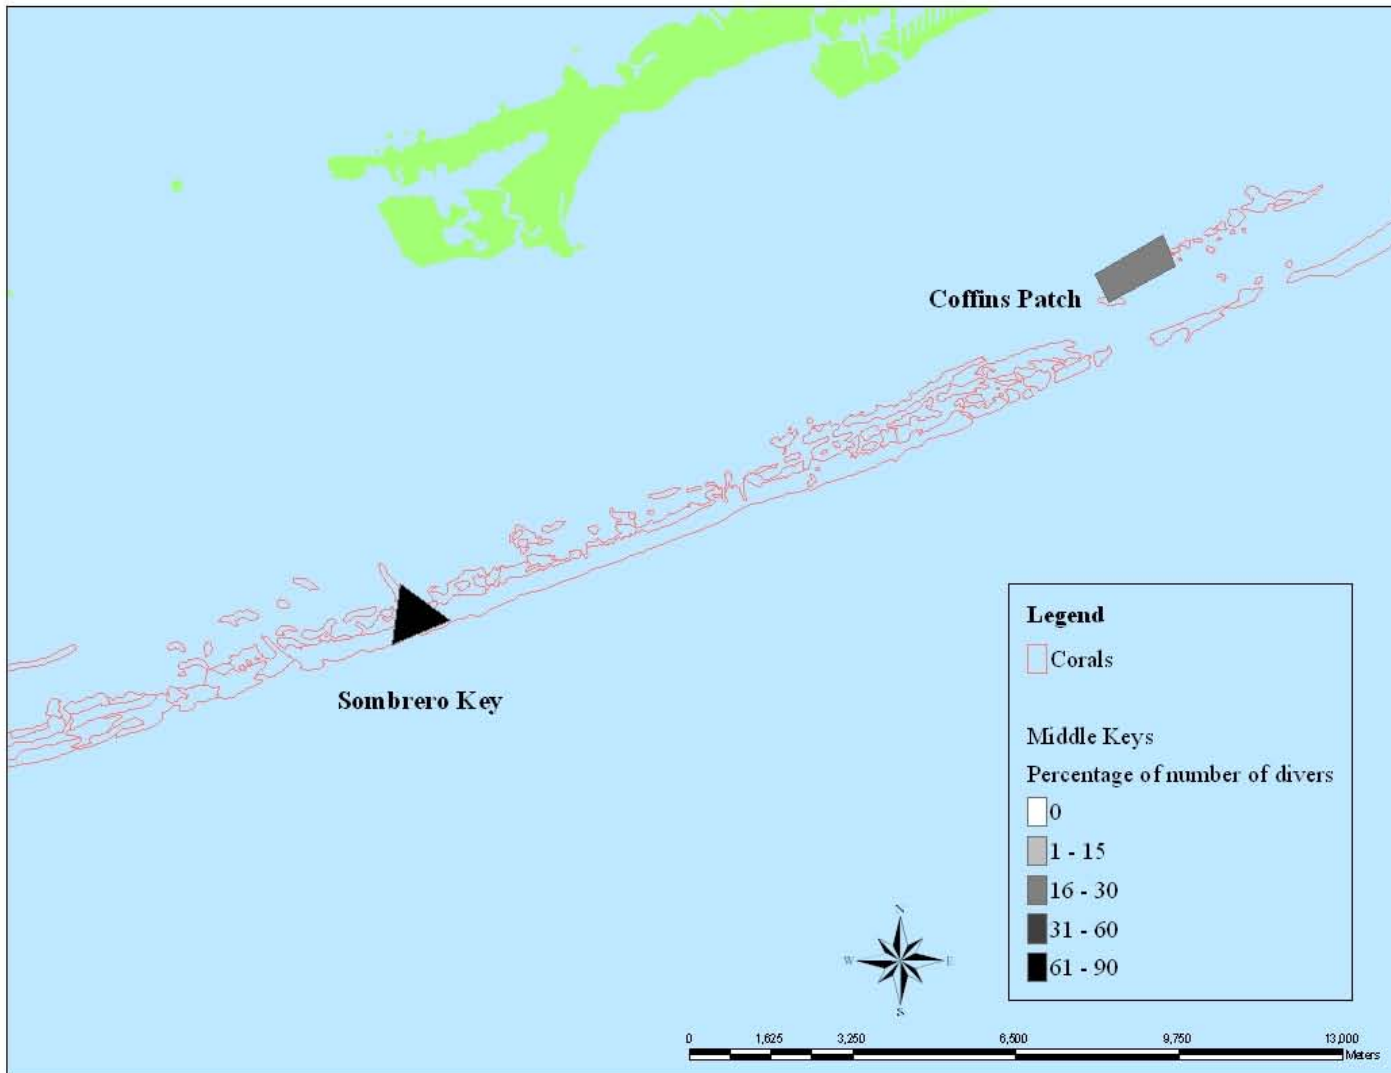 Coffins Patch
Sombrero Key
Legend
Corals
Middle Keys
Percentage of number of divers
0
1 - 15
16 - 30
31 - 60
61 - 90
N
W E
S
0 1,625 3,250 6,500 9,750 13,000
Meters